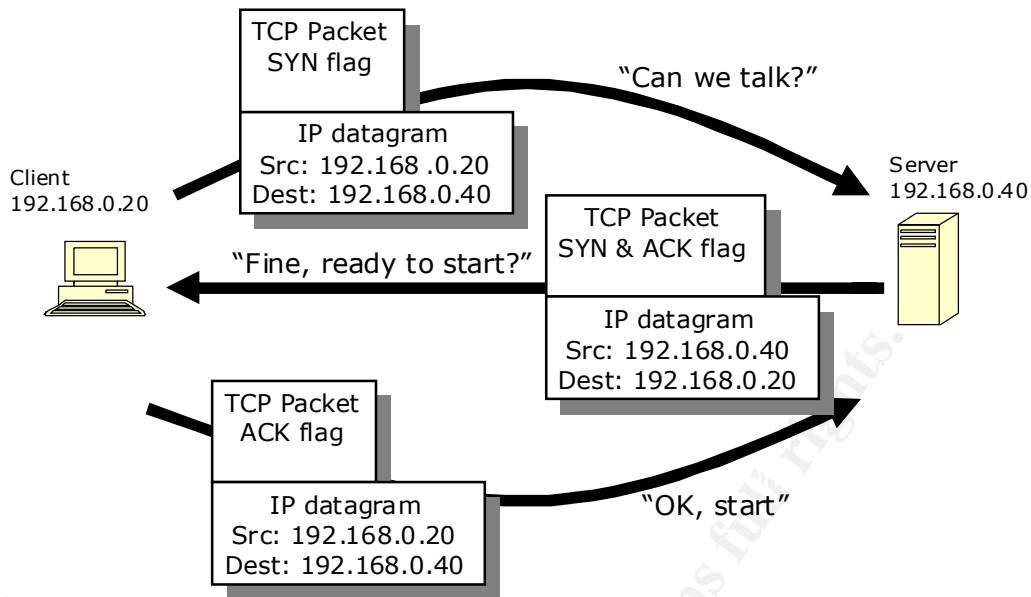 TCP Packet
SYN flag
"Can we talk?"
IP datagram
Src: 192.168 .0.20
Dest: 192.168.0.40
Client
192.168.0.20
Server
192.168.0.40
TCP Packet
SYN & ACK flag
"Fine, ready to start?"
IP datagram
Src: 192.168.0.40
Dest: 192.168.0.20
TCP Packet
ACK flag
IP datagram
Src: 192.168.0.20
Dest: 192.168.0.40
"OK, start"
full rights.